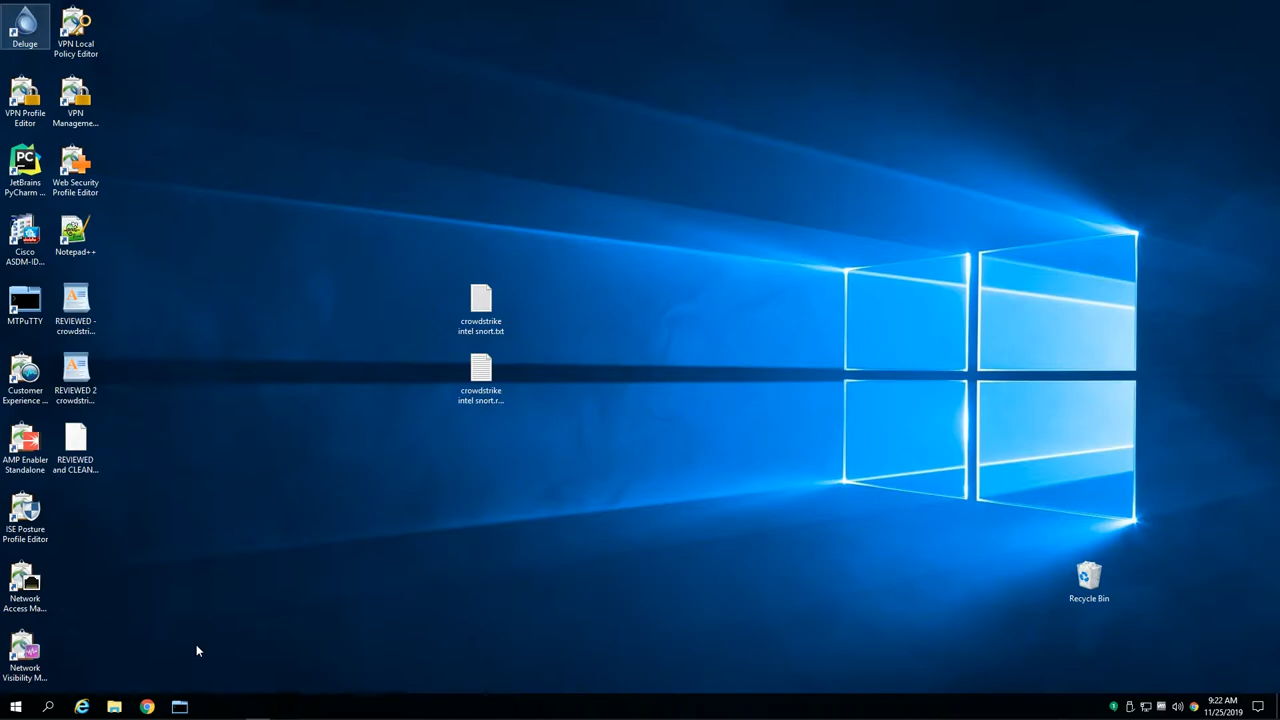 Deluge
VPN Local
Policy Editor
VPN Profile
Editor
VPN
Manageme...
JetBrains
PyCharm ...
Web Security
Profile Editor
Cisco
ASDM-ID...
Notepad++
MTPuTTY
REVIEWED -
crowdstri...
Customer
Experience ...
REVIEWED 2
crowdstri...
AMP Enabler
Standalone
REVIEWED
and CLEAN...
ISE Posture
Profile Editor
Network
Access Ma...
Network
Visibility M...
crowdstrike
intel snort.txt
crowdstrike
intel snort.r...
Recycle Bin
9:22 AM
11/25/2019